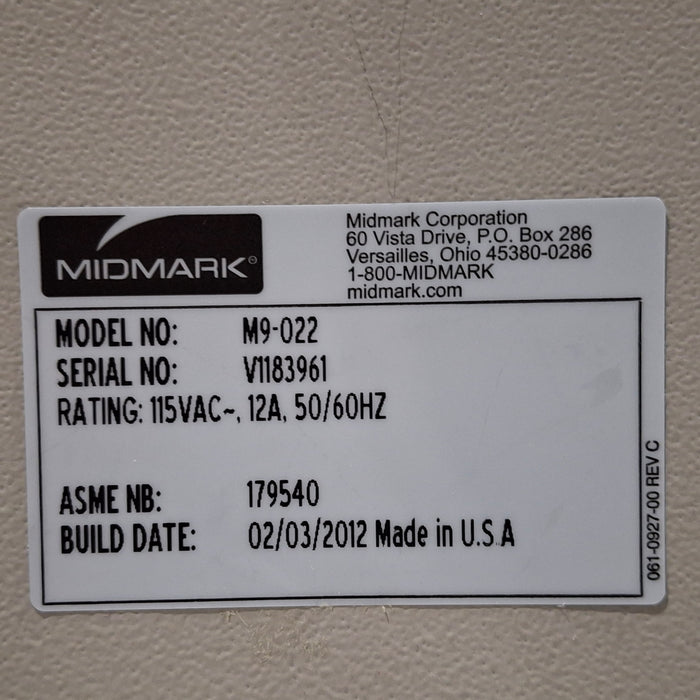 MIDMARK®
Midmark Corporation
60 Vista Drive, P.O. Box 286
Versailles, Ohio 45380-0286
1-800-MIDMARK
midmark.com
MODEL NO: M9-022
SERIAL NO: V1183961
RATING: 115VAC~, 12A, 50/60HZ
ASME NB: 179540
BUILD DATE: 02/03/2012 Made in U.S.A
061-0927-00 REV C